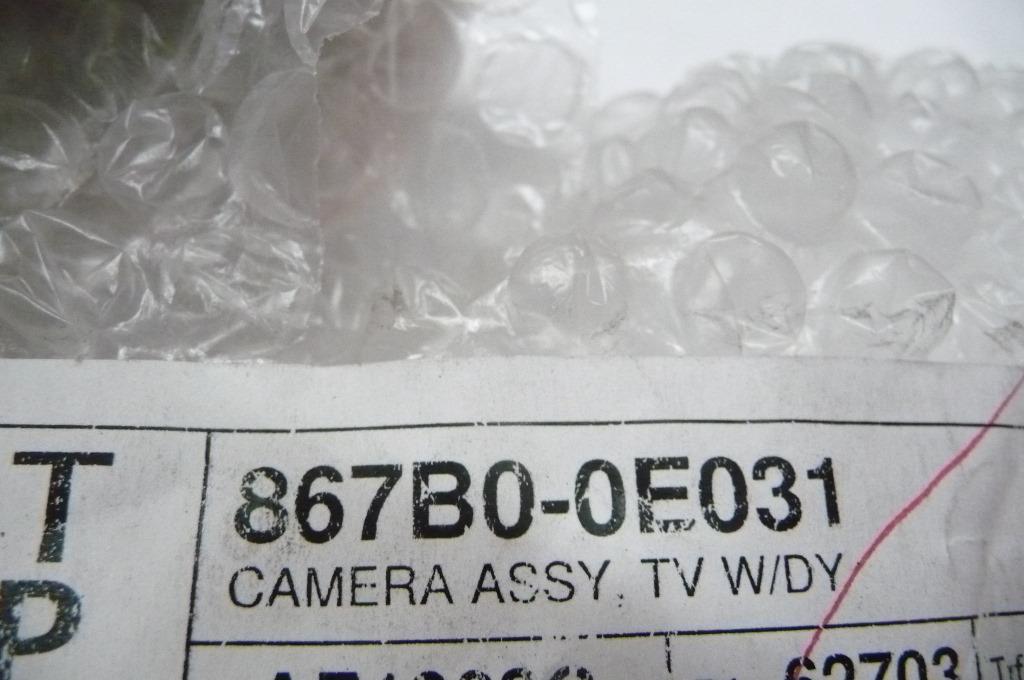 T
P
867B0-0E031
CAMERA ASSY, TV W/DY
62703